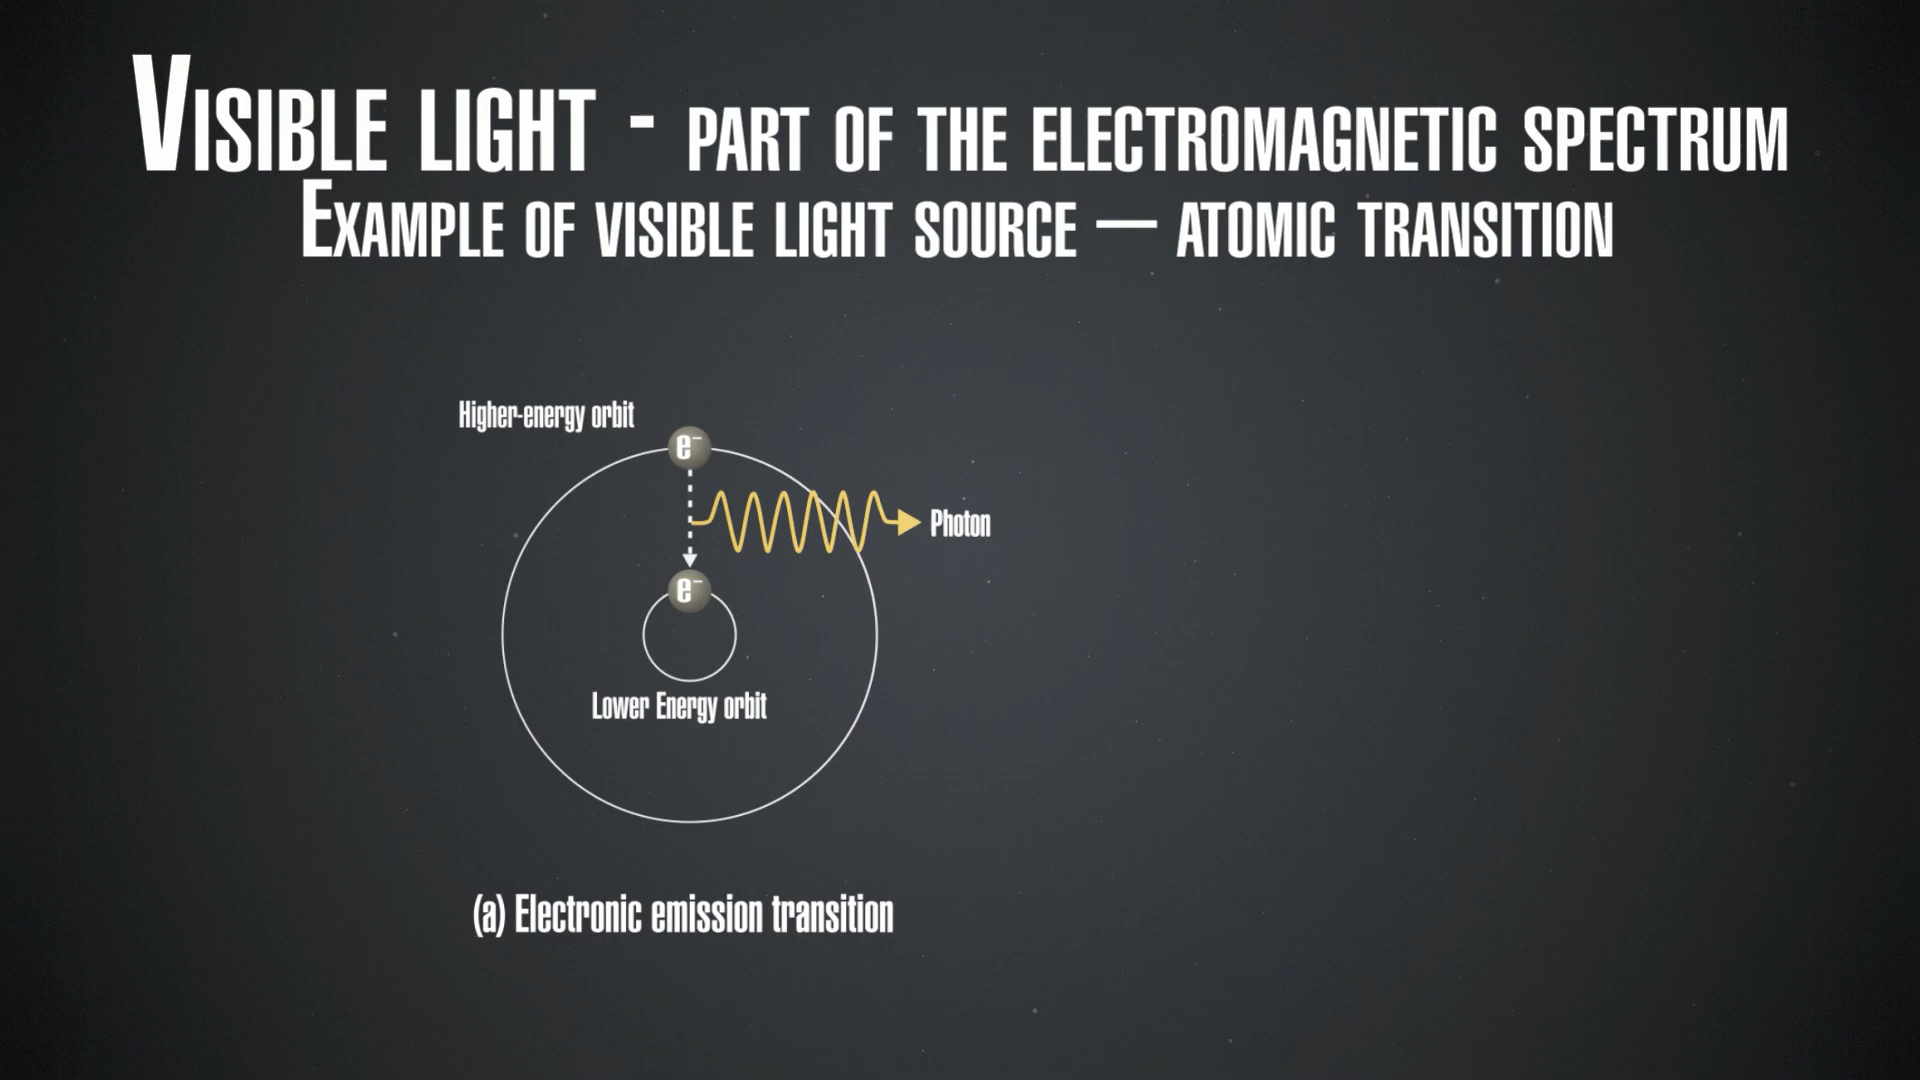 Visible light - part of the electromagnetic spectrum
Example of visible light source — atomic transition
Higher-energy orbit
e⁻
Photon
e⁻
Lower Energy orbit
(a) Electronic emission transition